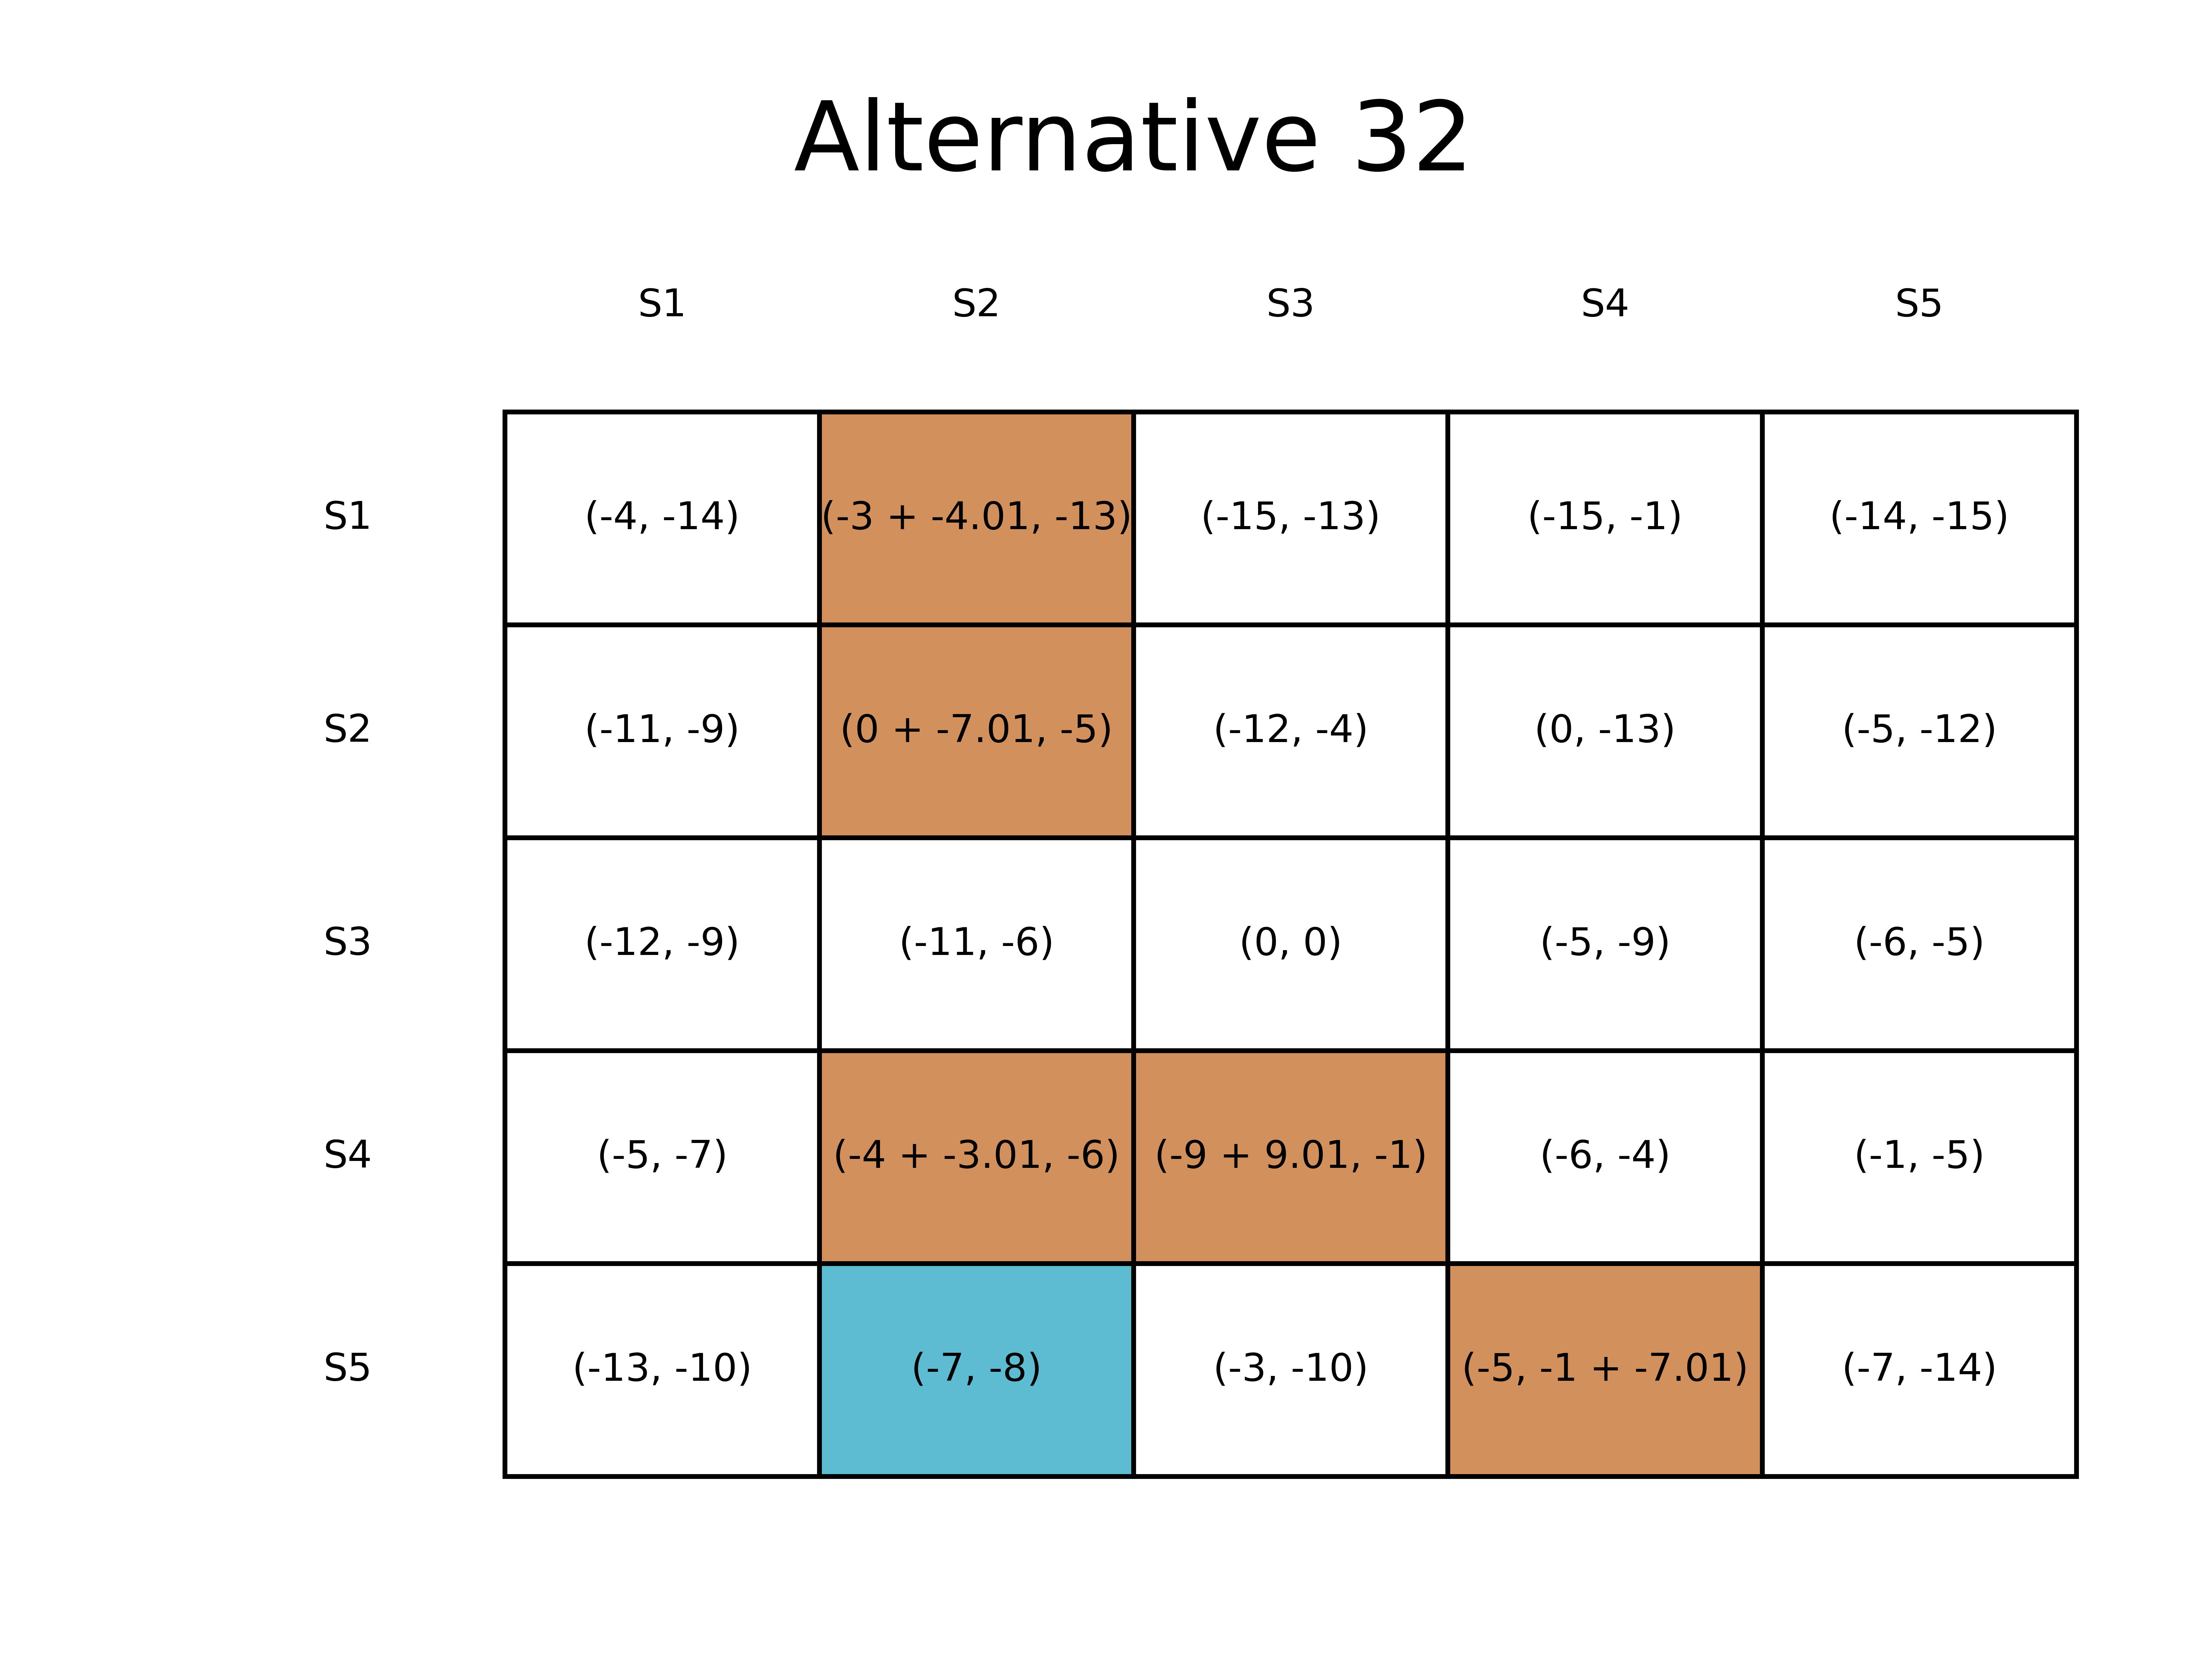 Alternative 32
S1 S2 S3 S4 S5
S1 (-4, -14) (-3 + -4.01, -13) (-15, -13) (-15, -1) (-14, -15)
S2 (-11, -9) (0 + -7.01, -5) (-12, -4) (0, -13) (-5, -12)
S3 (-12, -9) (-11, -6) (0, 0) (-5, -9) (-6, -5)
S4 (-5, -7) (-4 + -3.01, -6) (-9 + 9.01, -1) (-6, -4) (-1, -5)
S5 (-13, -10) (-7, -8) (-3, -10) (-5, -1 + -7.01) (-7, -14)